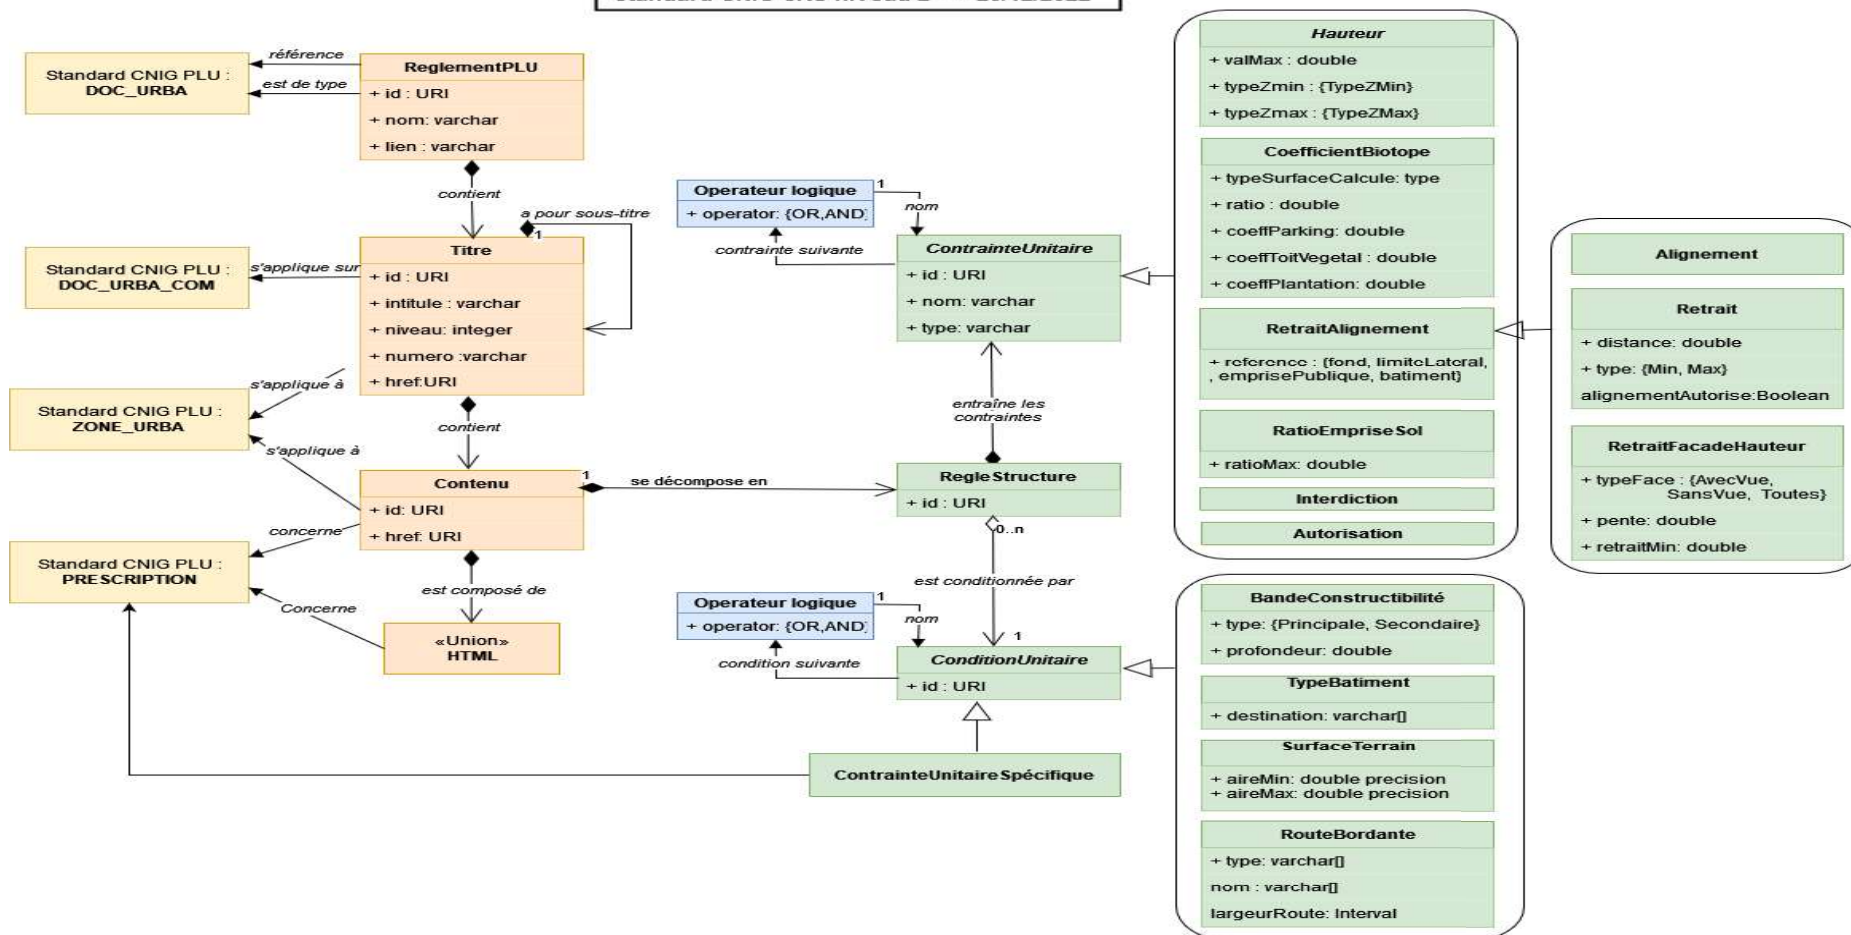 référence
est de type
Standard CNIG PLU :
DOC_URBA
ReglementPLU
+ id : URI
+ nom: varchar
+ lien : varchar
contient
a pour sous-titre
1
Standard CNIG PLU :
DOC_URBA_COM
s'applique sur
Titre
+ id : URI
+ intitule : varchar
+ niveau: integer
+ numero :varchar
+ href:URI
s'applique à
Standard CNIG PLU :
ZONE_URBA
s'applique à
contient
Contenu
+ id: URI
+ href: URI
1
se décompose en
concerne
Standard CNIG PLU :
PRESCRIPTION
Concerne
est composé de
«Union»
HTML
Operateur logique
+ operator: {OR,AND}
1
nom
contrainte suivante
ContrainteUnitaire
+ id : URI
+ nom: varchar
+ type: varchar
entraîne les
contraintes
RegleStructure
+ id : URI
0..n
est conditionnée par
1
Operateur logique
+ operator: {OR,AND}
1
nom
condition suivante
ConditionUnitaire
+ id : URI
ContrainteUnitaireSpécifique
Hauteur
+ valMax : double
+ typeZmin : {TypeZMin}
+ typeZmax : {TypeZMax}
CoefficientBiotope
+ typeSurfaceCalcule: type
+ ratio : double
+ coeffParking: double
+ coeffToitVegetal : double
+ coeffPlantation: double
RetraitAlignement
+ reference : {fond, limiteLateral,
, emprisePublique, batiment}
RatioEmpriseSol
+ ratioMax: double
Interdiction
Autorisation
Alignement
Retrait
+ distance: double
+ type: {Min, Max}
alignementAutorise:Boolean
RetraitFacadeHauteur
+ typeFace : {AvecVue,
SansVue, Toutes}
+ pente: double
+ retraitMin: double
BandeConstructibilité
+ type: {Principale, Secondaire}
+ profondeur: double
TypeBatiment
+ destination: varchar[]
SurfaceTerrain
+ aireMin: double precision
+ aireMax: double precision
RouteBordante
+ type: varchar[]
nom : varchar[]
largeurRoute: Interval